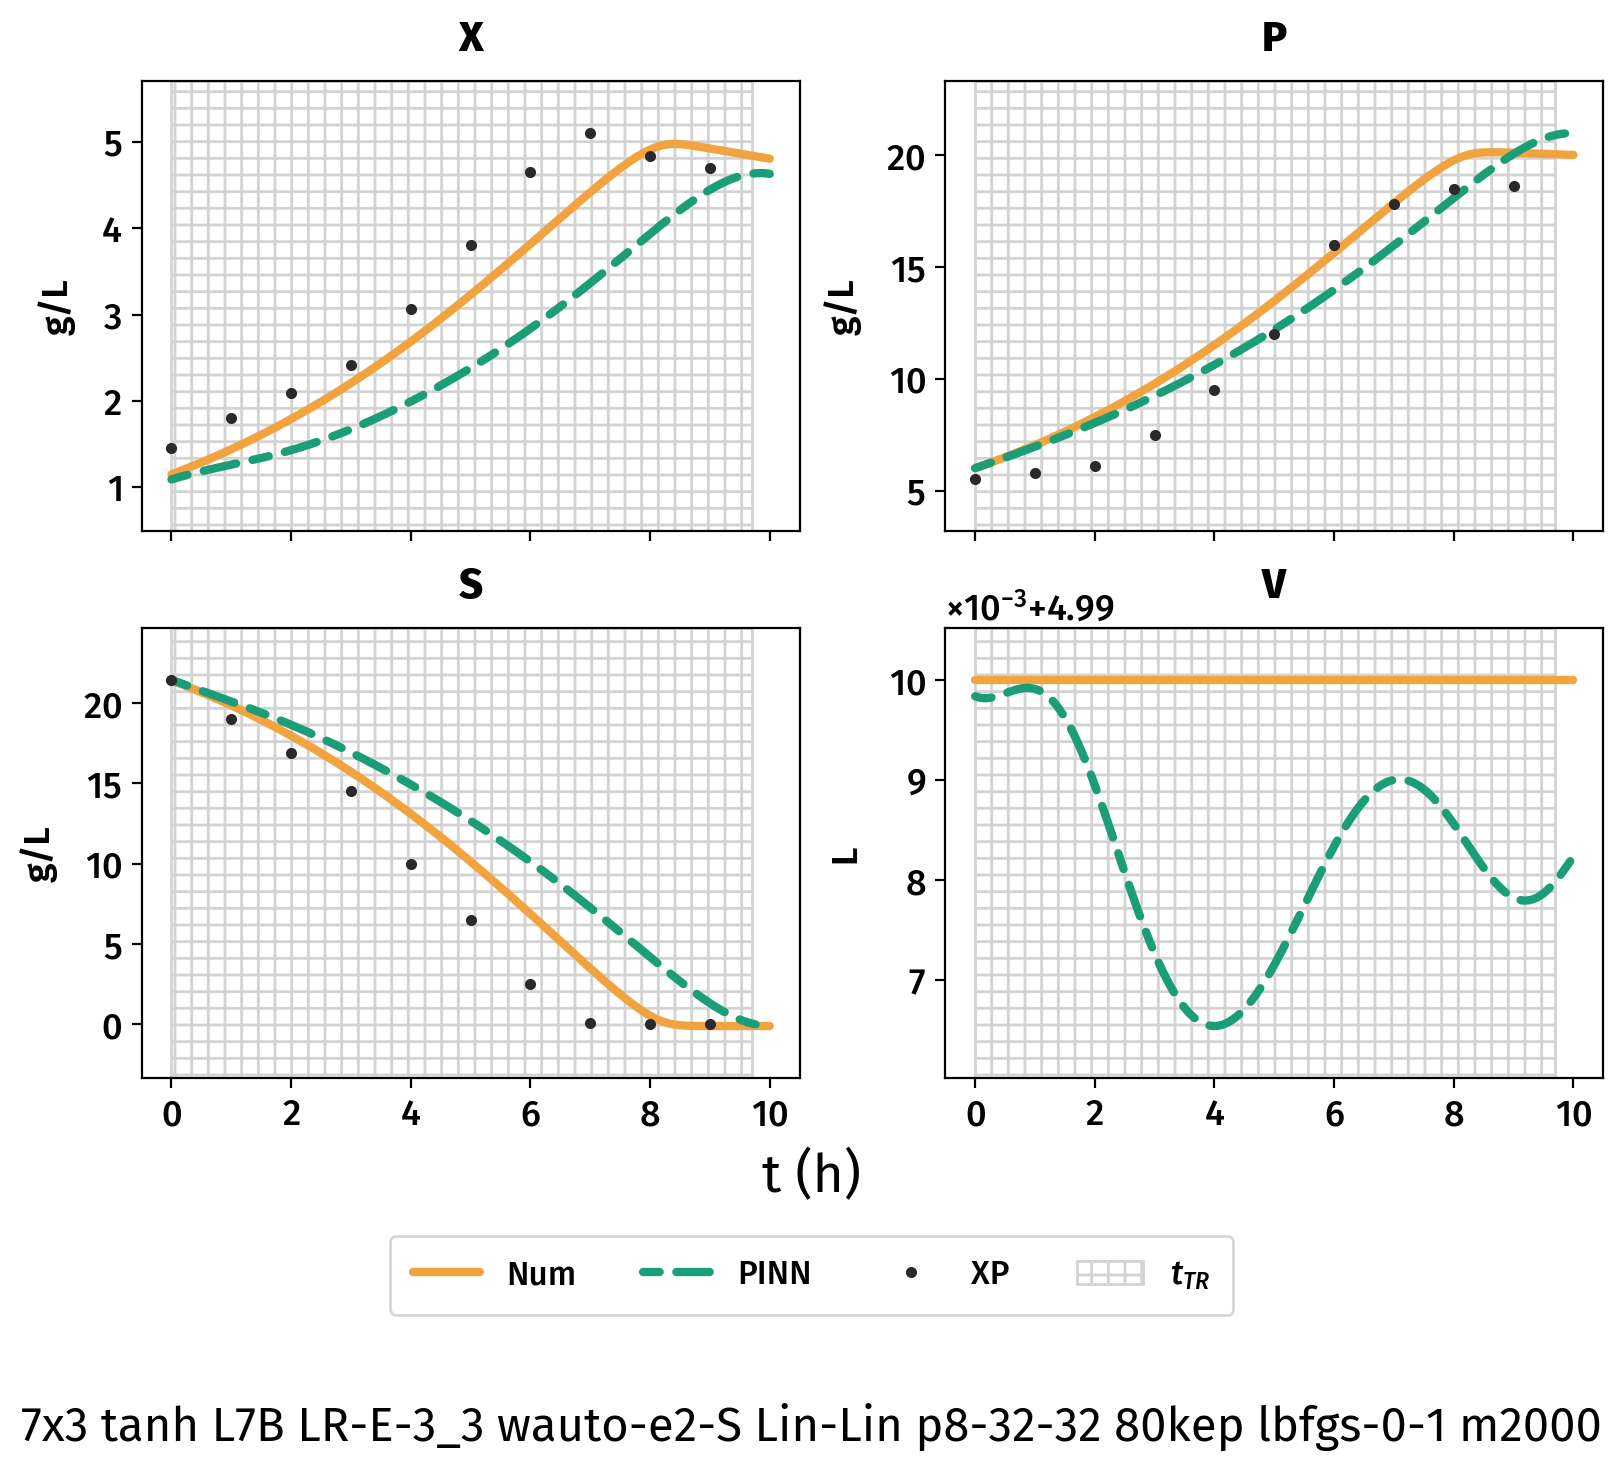 X
P
5
4
3
2
1
g/L
20
15
10
5
g/L
S
V
×10⁻³+4.99
20
15
10
5
0
g/L
10
9
8
7
L
0 2 4 6 8 10
0 2 4 6 8 10
t (h)
Num PINN XP t_TR
7x3 tanh L7B LR-E-3_3 wauto-e2-S Lin-Lin p8-32-32 80kep lbfgs-0-1 m2000